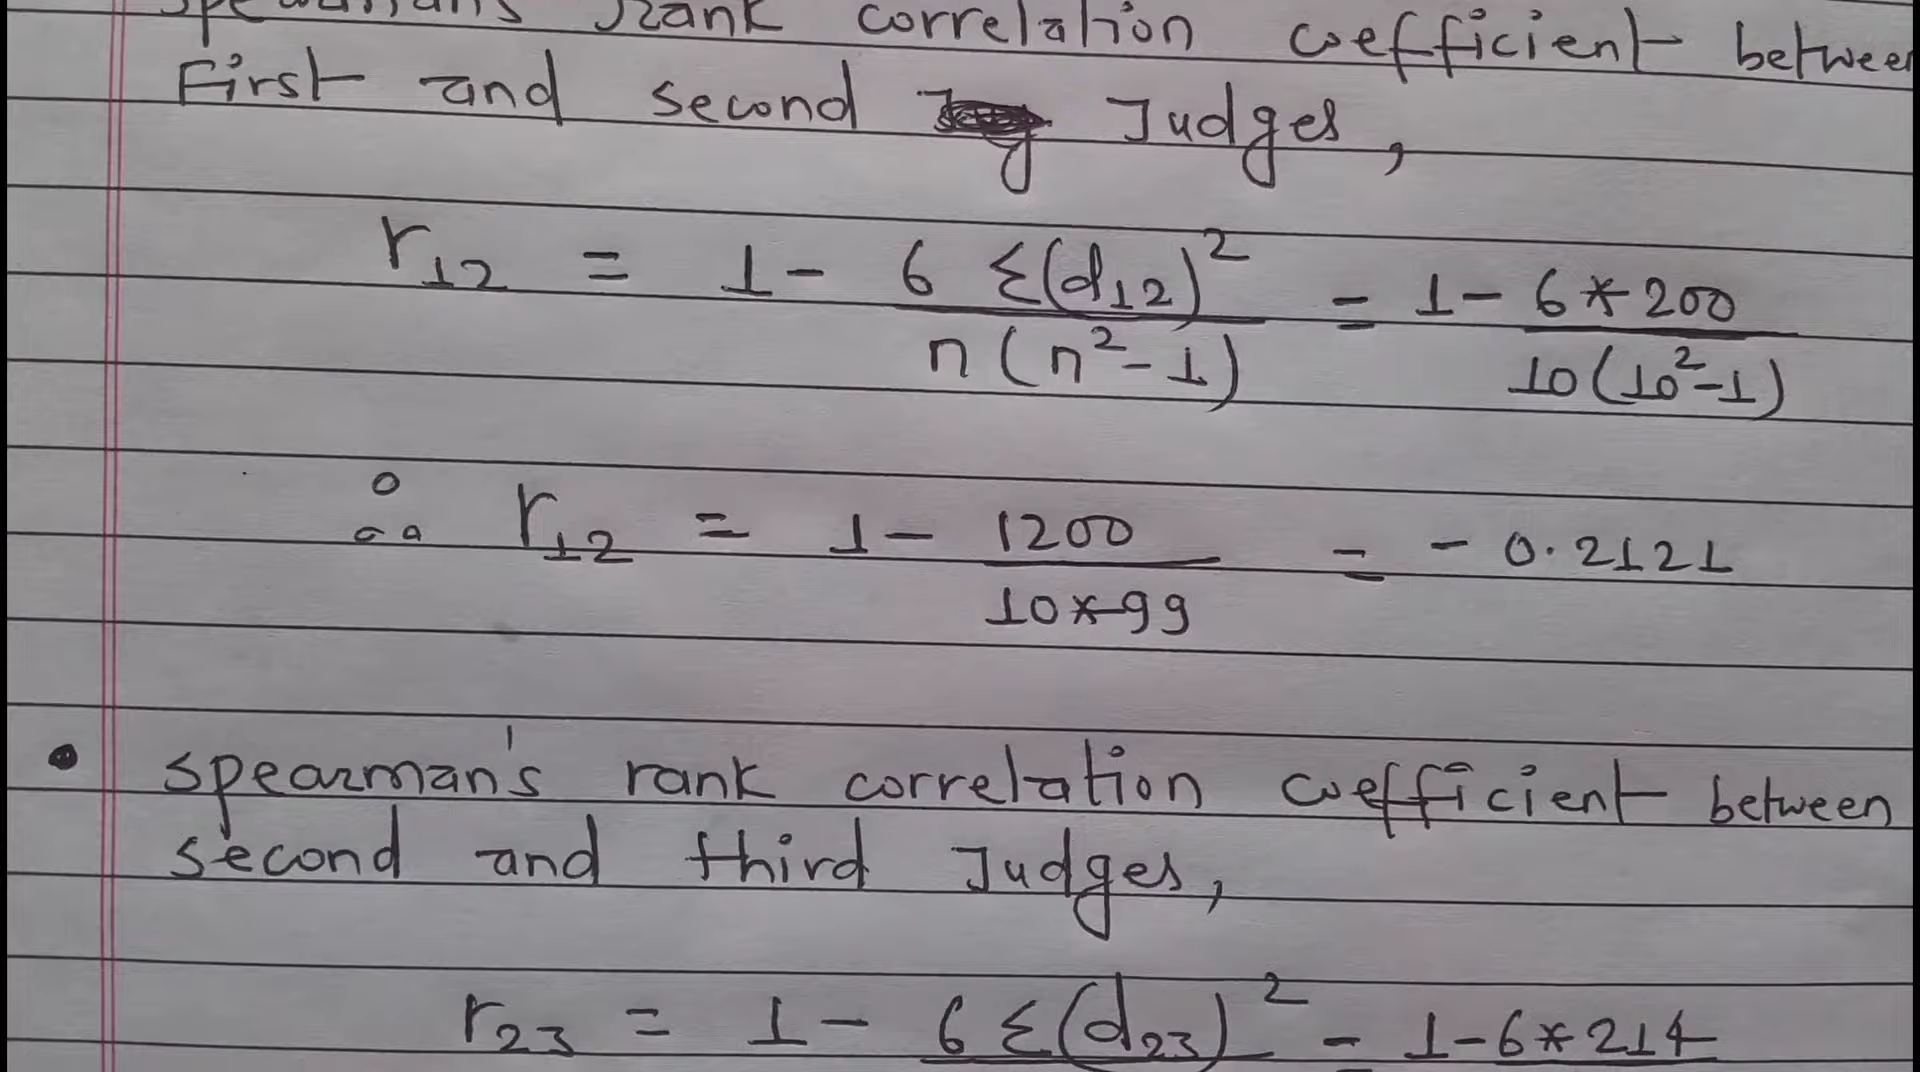 Spearman's rank correlation coefficient between
First and second Judges,
r₁₂ = 1 - 6 Σ(d₁₂)² / n(n²-1) = 1 - 6*200 / 10(10²-1)
∴ r₁₂ = 1 - 1200 / 10*99 = - 0.2121
• spearman's rank correlation coefficient between
second and third Judges,
r₂₃ = 1 - 6 Σ(d₂₃)² = 1-6*214